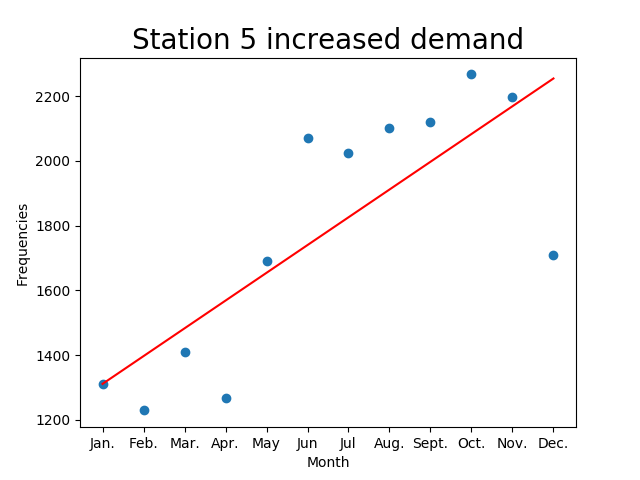 Station 5 increased demand
2200
2000
1800
1600
1400
1200
Frequencies
Jan. Feb. Mar. Apr. May Jun Jul Aug. Sept. Oct. Nov. Dec.
Month